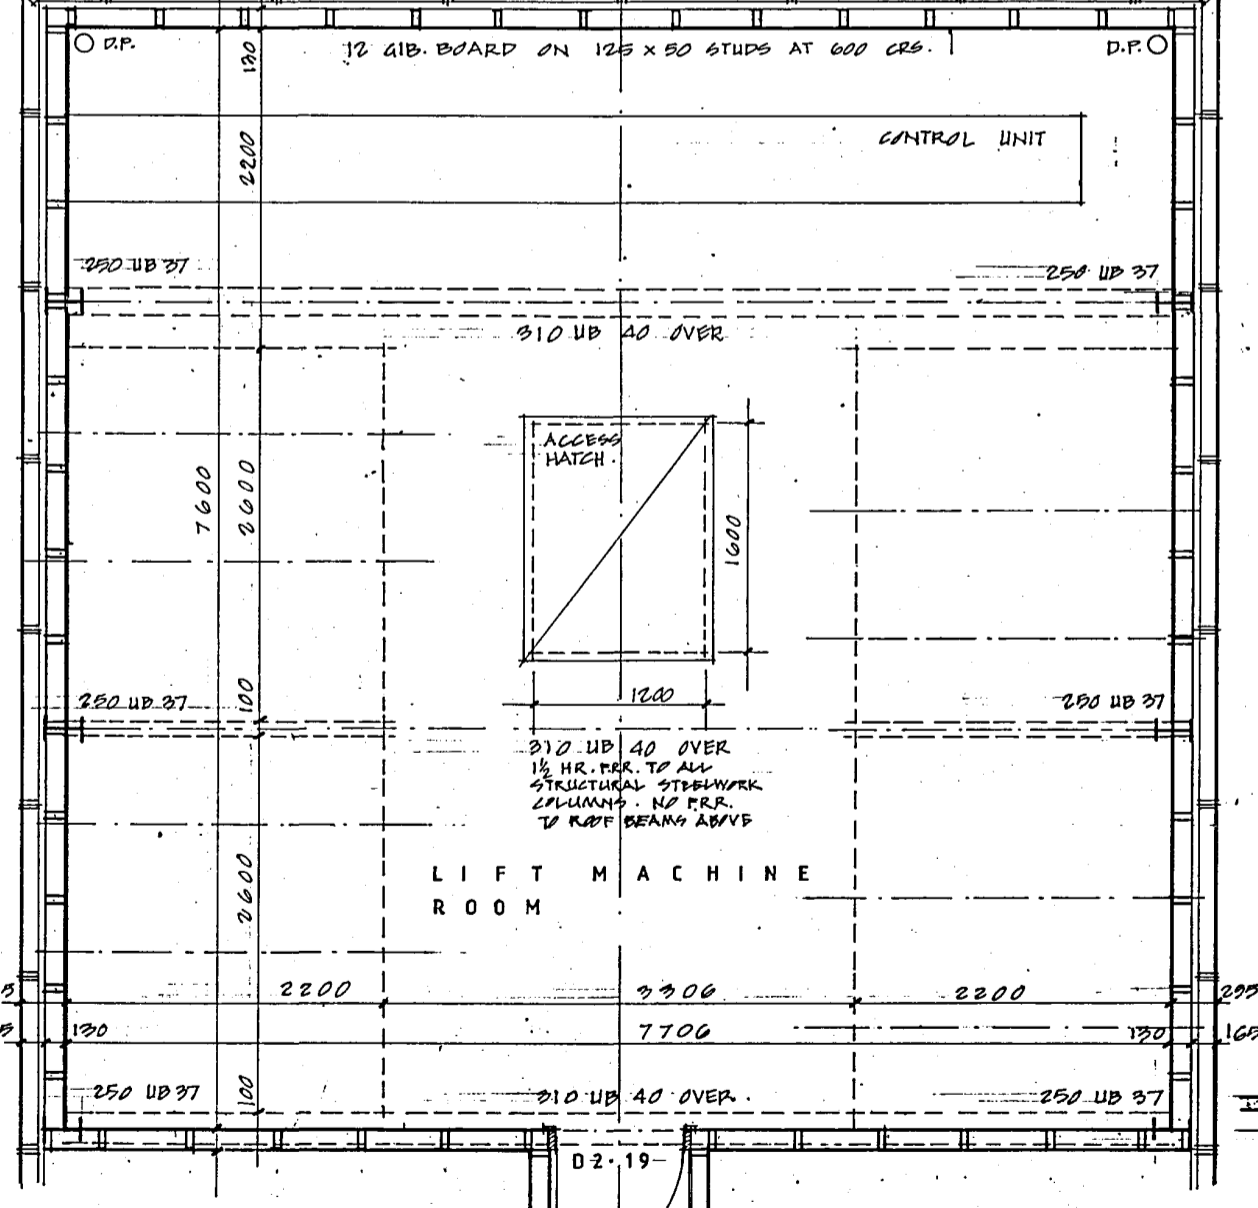 D.P.
12 GIB. BOARD ON 125 x 50 STUDS AT 600 CRS.
D.P.
130
CONTROL UNIT
2200
250 UB 37
250 UB 37
310 UB 40 OVER
ACCESS
HATCH.
7600
2600
1600
100
250 UB 37
1200
250 UB 37
310 UB 40 OVER
1½ HR. F.R.R. TO ALL
STRUCTURAL STEELWORK
COLUMNS. NO F.R.R.
TO ROOF BEAMS ABOVE
LIFT MACHINE
ROOM
2600
2200
3306
2200
295
130
7706
130
165
250 UB 37
100
310 UB 40 OVER.
250 UB 37
D2·19